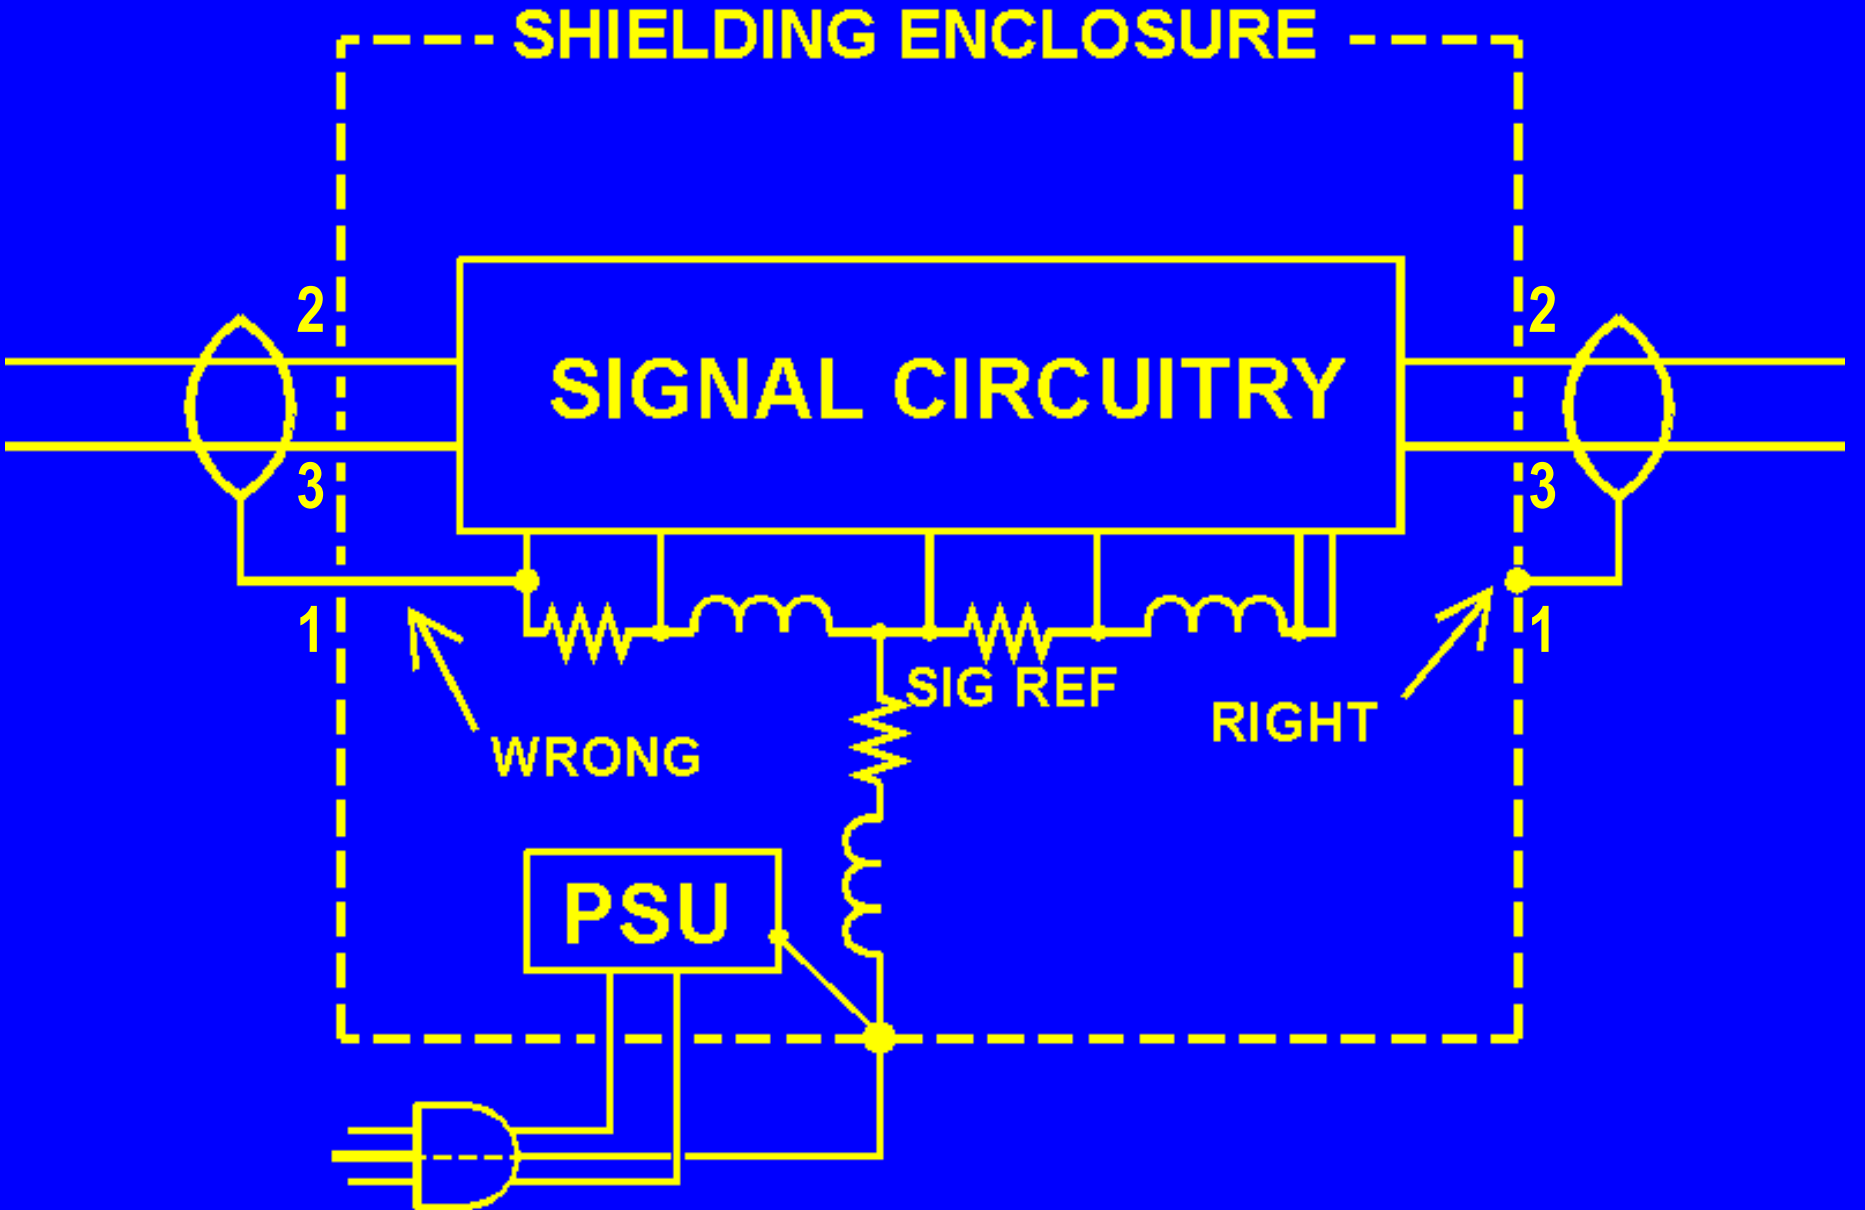 SHIELDING ENCLOSURE
2
2
SIGNAL CIRCUITRY
3
3
1
1
SIG REF
RIGHT
WRONG
PSU